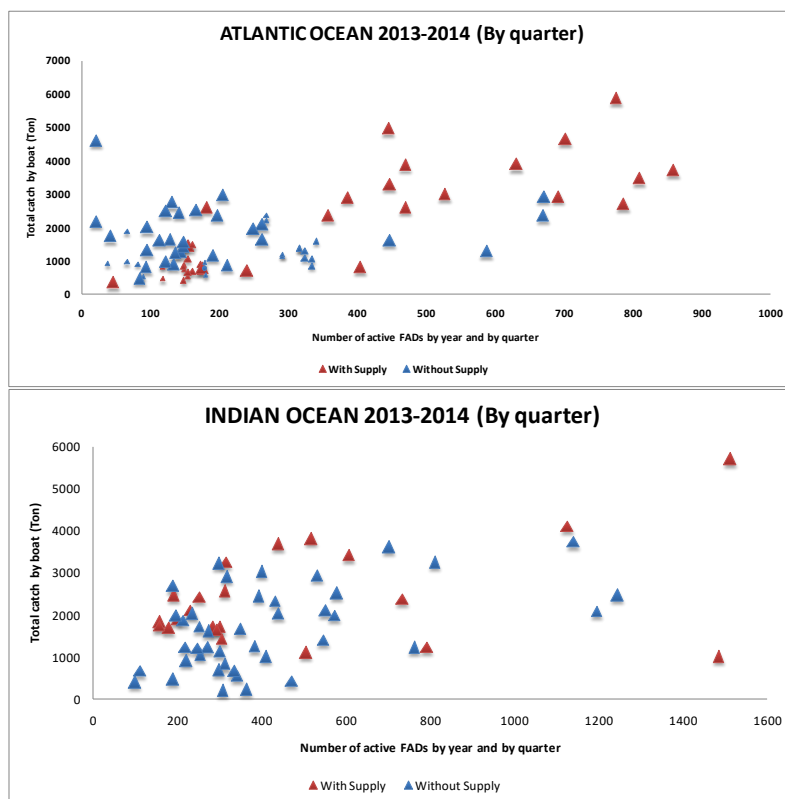 ATLANTIC OCEAN 2013-2014 (By quarter)
Total catch by boat (Ton)
7000
6000
5000
4000
3000
2000
1000
0
0 100 200 300 400 500 600 700 800 900 1000
Number of active FADs by year and by quarter
With Supply Without Supply
INDIAN OCEAN 2013-2014 (By quarter)
Total catch by boat (Ton)
6000
5000
4000
3000
2000
1000
0
0 200 400 600 800 1000 1200 1400 1600
Number of active FADs by year and by quarter
With Supply Without Supply